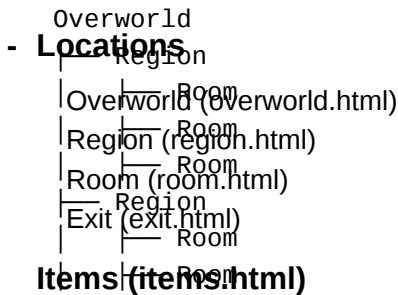 Overworld
- Locations
├── Region
│   ├── Room
Overworld (overworld.html)
│   ├── Room
Region (region.html)
│   ├── Room
Room (room.html)
├── Region
Exit (exit.html)
│   ├── Room
│   ├── Room
Items (items.html)